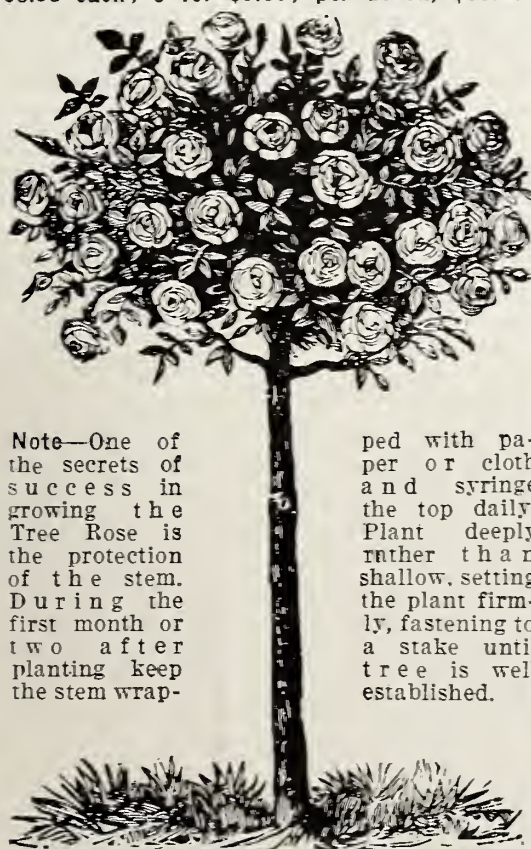 Note—One of
the secrets of
success in
growing the
Tree Rose is
the protection
of the stem.
During the
first month or
two after
planting keep
the stem wrap-
ped with pa-
per or cloth
and syringe
the top daily
Plant deeply
rather than
shallow, setting
the plant firm-
ly, fastening to
a stake unti
tree is wel
established.